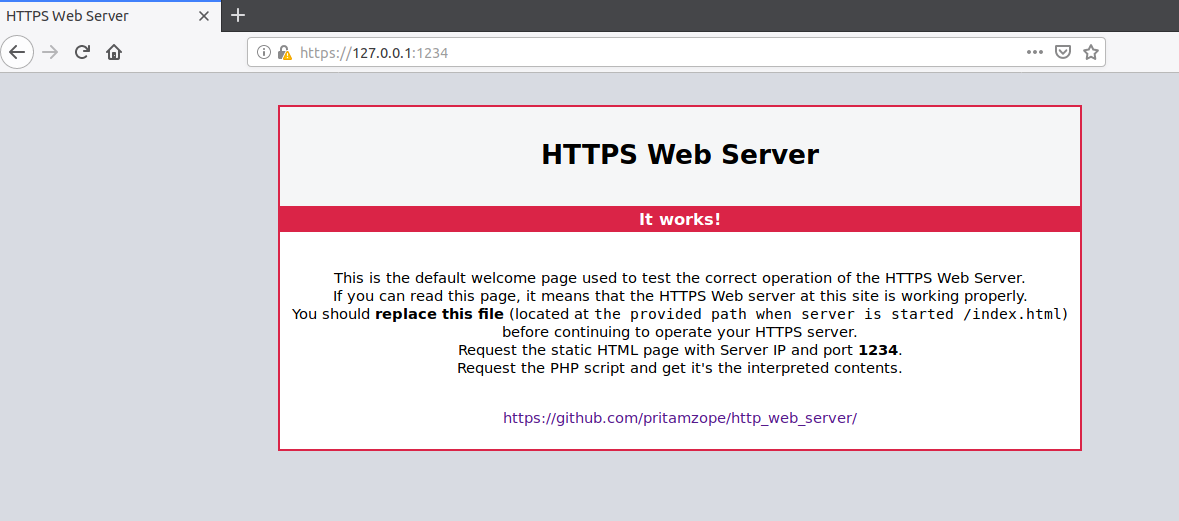 HTTPS Web Server
https://127.0.0.1:1234
HTTPS Web Server
It works!
This is the default welcome page used to test the correct operation of the HTTPS Web Server.
If you can read this page, it means that the HTTPS Web server at this site is working properly.
You should replace this file (located at the provided path when server is started /index.html)
before continuing to operate your HTTPS server.
Request the static HTML page with Server IP and port 1234.
Request the PHP script and get it's the interpreted contents.
https://github.com/pritamzope/http_web_server/